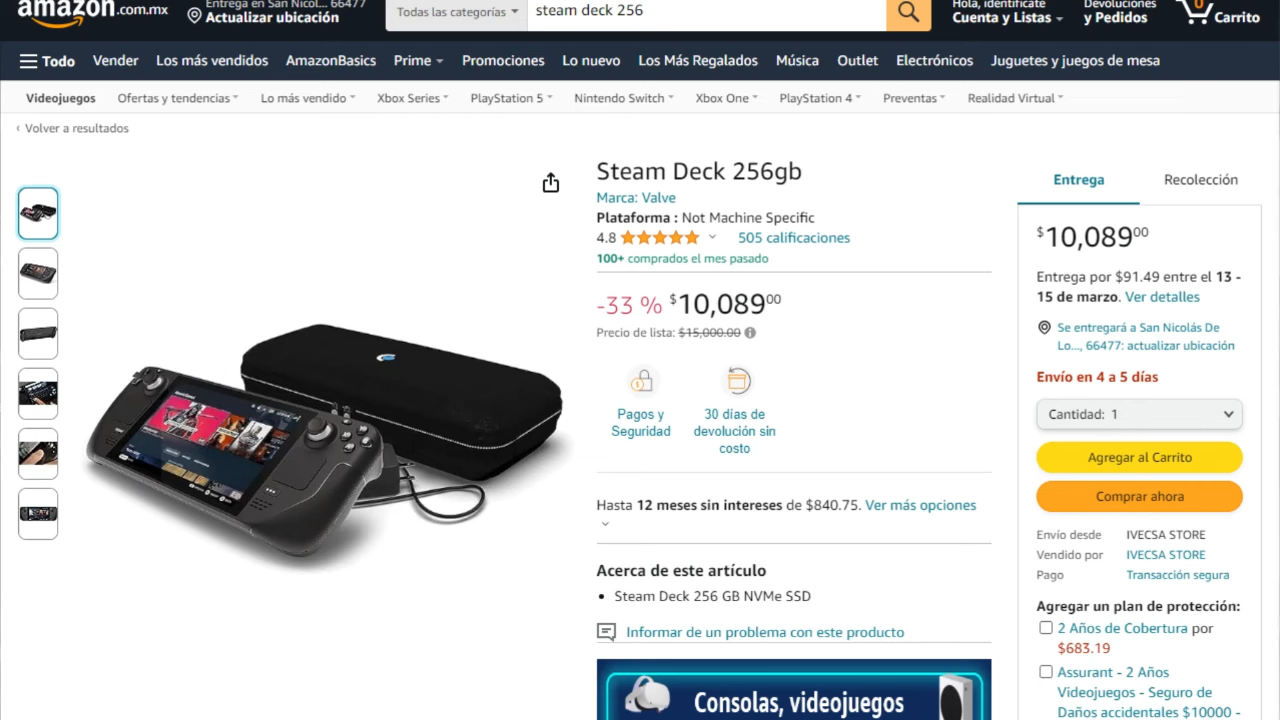 amazon.com.mx
Entrega en San Nicol... 66477
Actualizar ubicación
Todas las categorías
steam deck 256
Hola, identifícate
Cuenta y Listas
Devoluciones
y Pedidos
0
Carrito
Todo
Vender
Los más vendidos
AmazonBasics
Prime
Promociones
Lo nuevo
Los Más Regalados
Música
Outlet
Electrónicos
Juguetes y juegos de mesa
Videojuegos
Ofertas y tendencias
Lo más vendido
Xbox Series
PlayStation 5
Nintendo Switch
Xbox One
PlayStation 4
Preventas
Realidad Virtual
‹ Volver a resultados
Steam Deck 256gb
Marca: Valve
Plataforma : Not Machine Specific
4.8
505 calificaciones
100+ comprados el mes pasado
-33 % $10,08900
Precio de lista: $15,000.00
Pagos y
Seguridad
30 días de
devolución sin
costo
Hasta 12 meses sin intereses de $840.75. Ver más opciones
Acerca de este artículo
• Steam Deck 256 GB NVMe SSD
Informar de un problema con este producto
Consolas, videojuegos
Entrega
Recolección
$10,08900
Entrega por $91.49 entre el 13 -
15 de marzo. Ver detalles
Se entregará a San Nicolás De
Lo..., 66477: actualizar ubicación
Envío en 4 a 5 días
Cantidad: 1
Agregar al Carrito
Comprar ahora
Envío desde IVECSA STORE
Vendido por IVECSA STORE
Pago Transacción segura
Agregar un plan de protección:
2 Años de Cobertura por
$683.19
Assurant - 2 Años
Videojuegos - Seguro de
Daños accidentales $10000 -